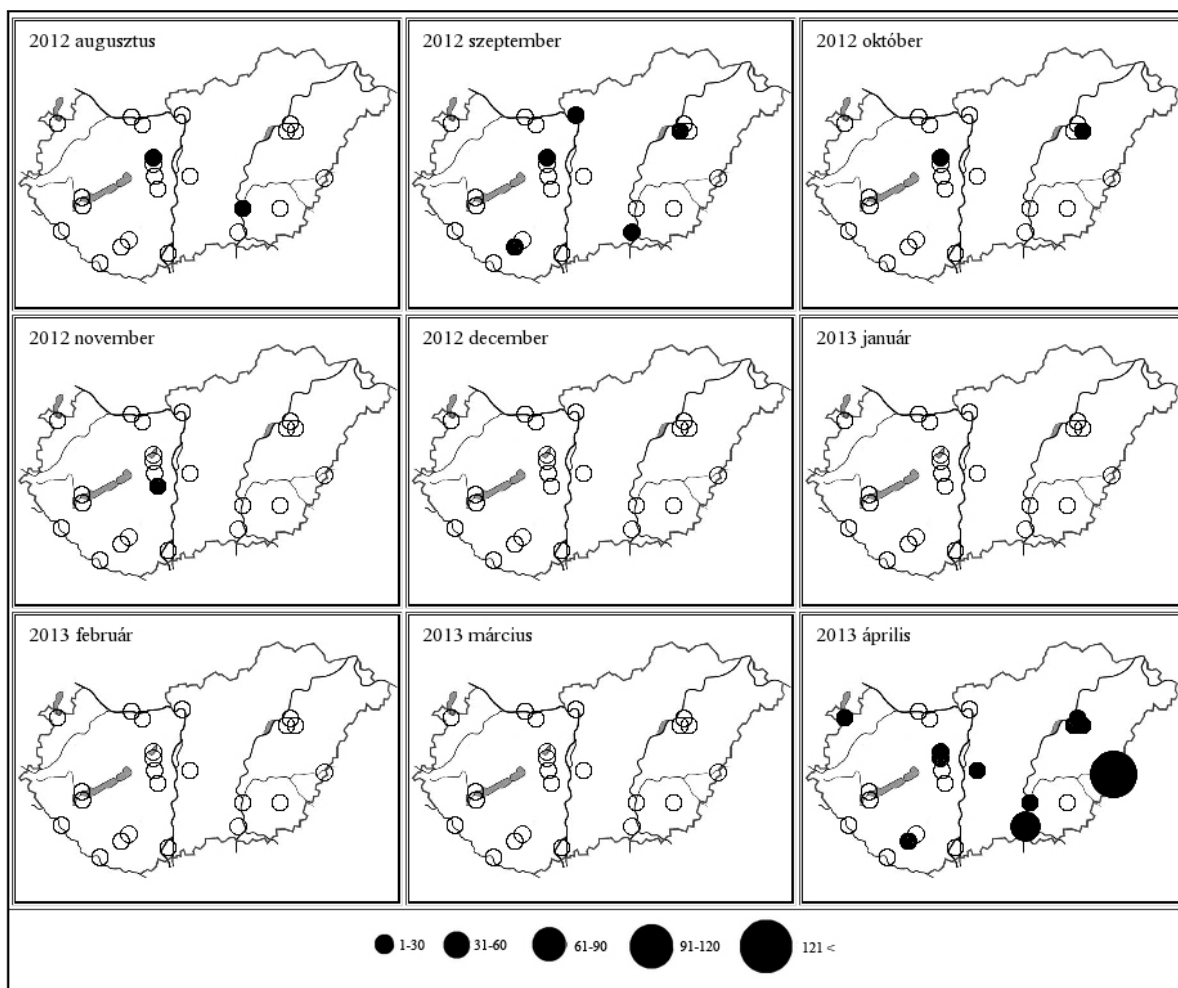 2012 augusztus
2012 szeptember
2012 október
2012 november
2012 december
2013 január
2013 február
2013 március
2013 április
1-30
31-60
61-90
91-120
121 <